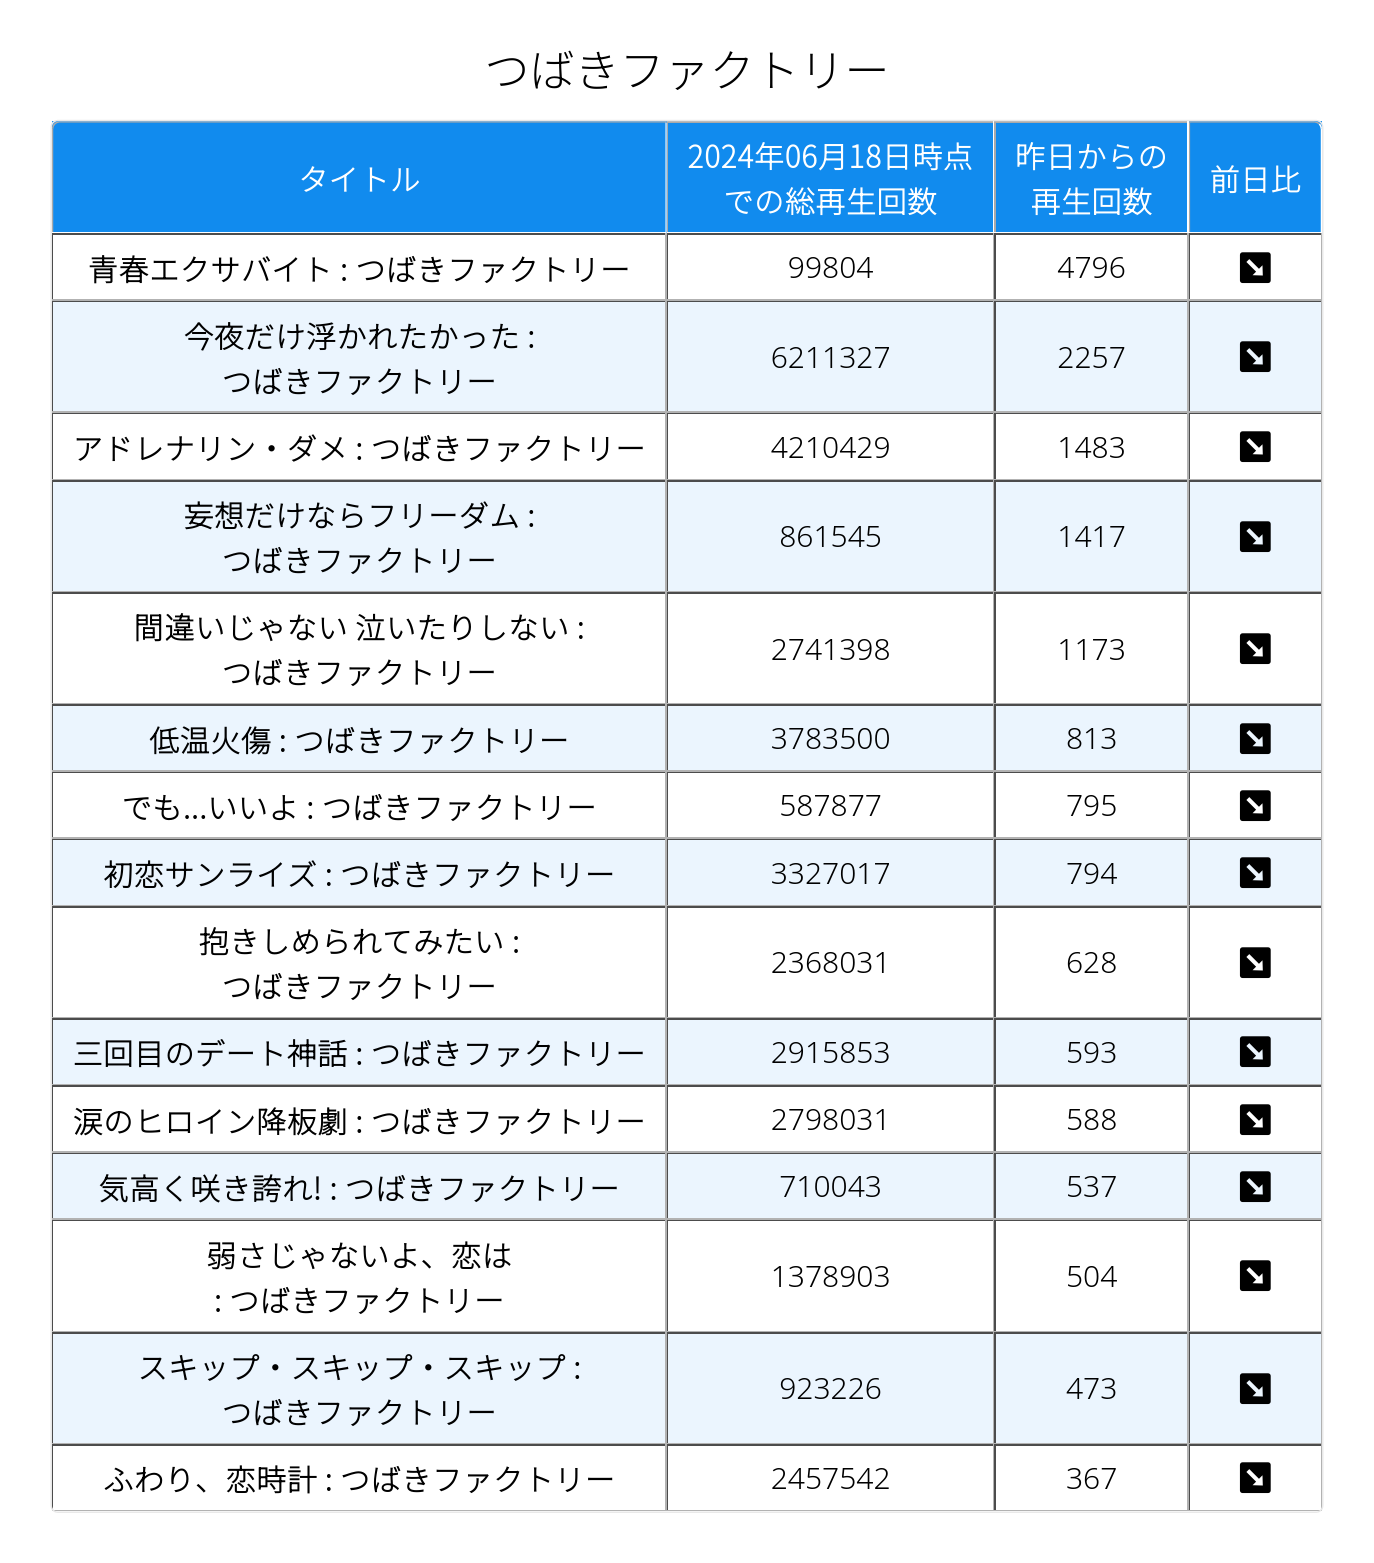 つばきファクトリー
タイトル
2024年06月18日時点
での総再生回数
昨日からの
再生回数
前日比
青春エクサバイト : つばきファクトリー 99804 4796 ↘
今夜だけ浮かれたかった :
つばきファクトリー 6211327 2257 ↘
アドレナリン・ダメ : つばきファクトリー 4210429 1483 ↘
妄想だけならフリーダム :
つばきファクトリー 861545 1417 ↘
間違いじゃない 泣いたりしない :
つばきファクトリー 2741398 1173 ↘
低温火傷 : つばきファクトリー 3783500 813 ↘
でも...いいよ : つばきファクトリー 587877 795 ↘
初恋サンライズ : つばきファクトリー 3327017 794 ↘
抱きしめられてみたい :
つばきファクトリー 2368031 628 ↘
三回目のデート神話 : つばきファクトリー 2915853 593 ↘
涙のヒロイン降板劇 : つばきファクトリー 2798031 588 ↘
気高く咲き誇れ! : つばきファクトリー 710043 537 ↘
弱さじゃないよ、恋は
: つばきファクトリー 1378903 504 ↘
スキップ・スキップ・スキップ :
つばきファクトリー 923226 473 ↘
ふわり、恋時計 : つばきファクトリー 2457542 367 ↘